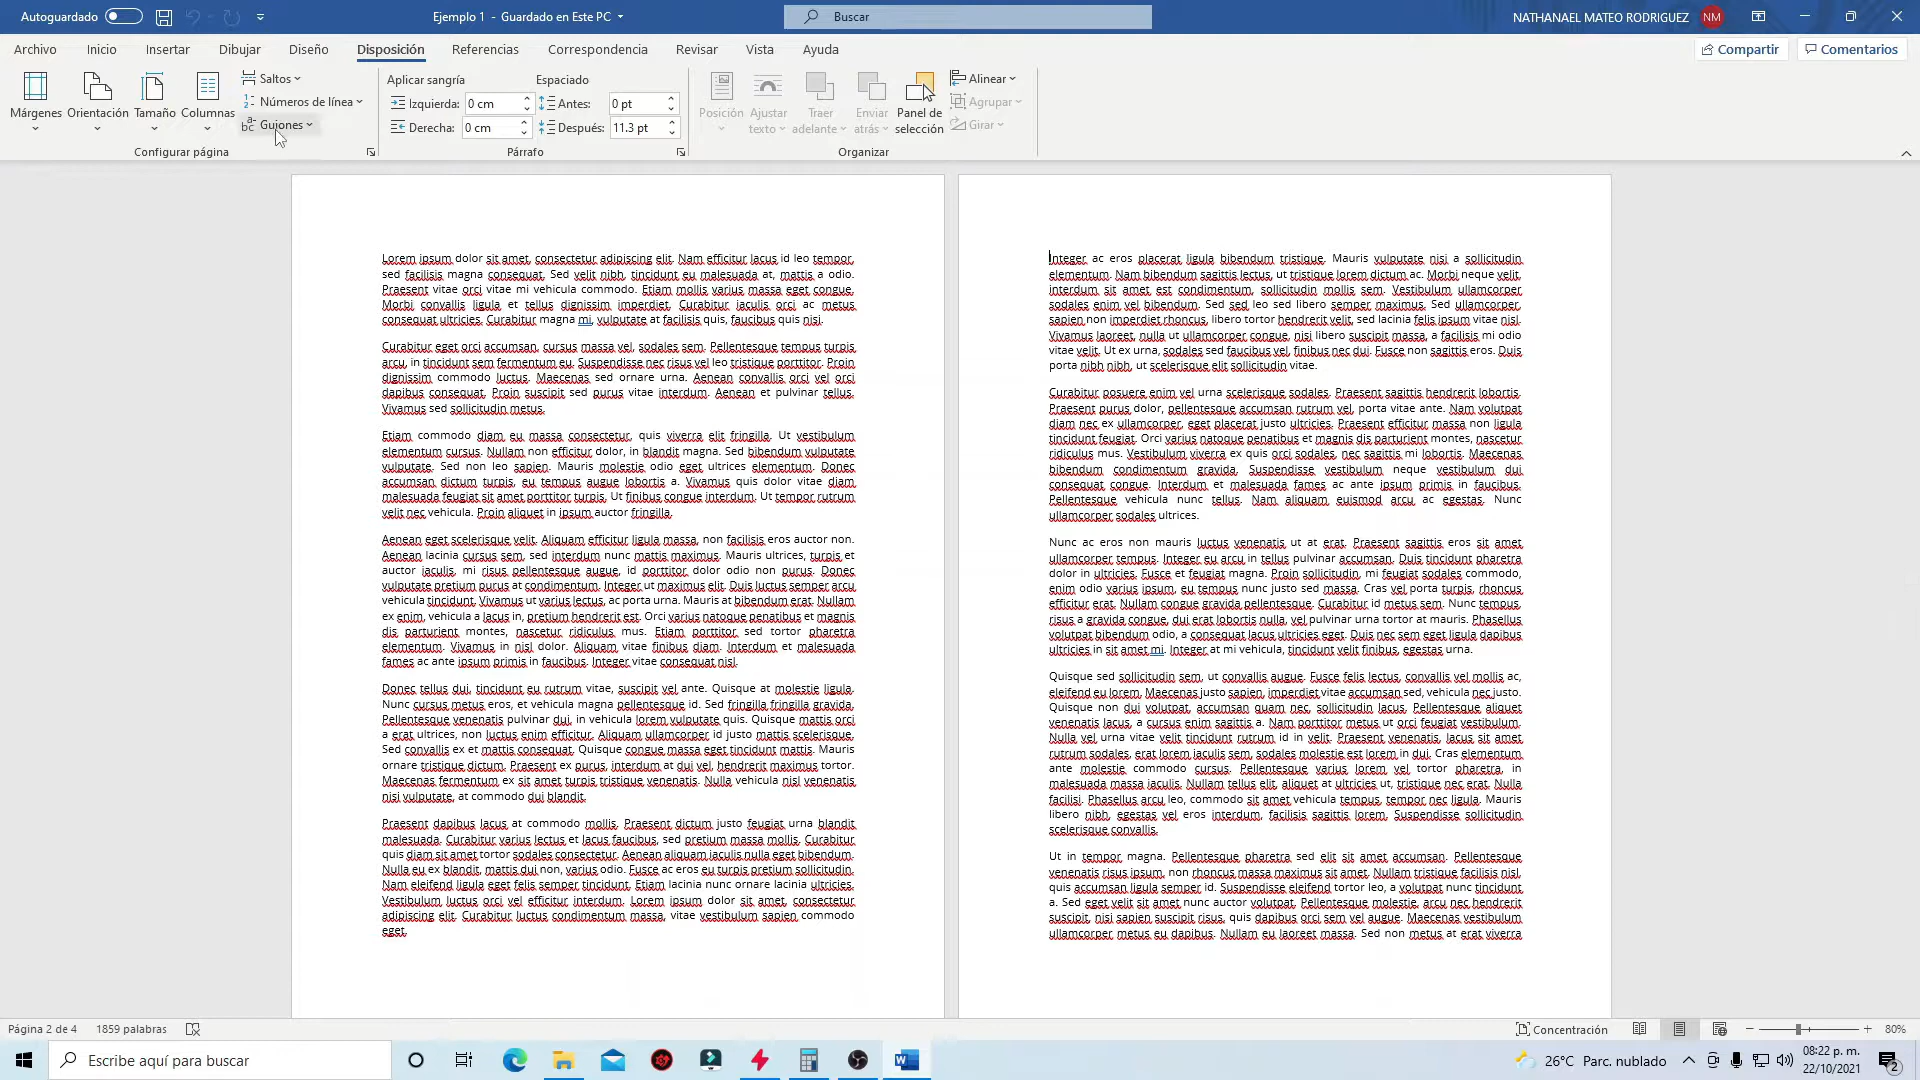 Autoguardado
Ejemplo 1 - Guardado en Este PC
Buscar
NATHANAEL MATEO RODRIGUEZ NM
Archivo Inicio Insertar Dibujar Diseño Disposición Referencias Correspondencia Revisar Vista Ayuda
Compartir Comentarios
Márgenes Orientación Tamaño Columnas
Saltos
Números de línea
Guiones
Configurar página
Aplicar sangría Espaciado
Izquierda: 0 cm Antes: 0 pt
Derecha: 0 cm Después: 11.3 pt
Párrafo
Posición Ajustar texto Traer adelante Enviar atrás Panel de selección
Alinear
Agrupar
Girar
Organizar
Lorem ipsum dolor sit amet, consectetur adipiscing elit. Nam efficitur lacus id leo tempor,
sed facilisis magna consequat. Sed velit nibh, tincidunt eu malesuada at, mattis a odio.
Praesent vitae orci vitae mi vehicula commodo. Etiam mollis varius massa eget congue.
Morbi convallis ligula et tellus dignissim imperdiet. Curabitur iaculis orci ac metus
consequat ultricies. Curabitur magna mi, vulputate at facilisis quis, faucibus quis nisi.
Curabitur eget orci accumsan, cursus massa vel, sodales sem. Pellentesque tempus turpis
arcu, in tincidunt sem fermentum eu. Suspendisse nec risus vel leo tristique porttitor. Proin
dignissim commodo luctus. Maecenas sed ornare urna. Aenean convallis orci vel orci
dapibus consequat. Proin suscipit sed purus vitae interdum. Aenean et pulvinar tellus.
Vivamus sed sollicitudin metus.
Etiam commodo diam eu massa consectetur, quis viverra elit fringilla. Ut vestibulum
elementum cursus. Nullam non efficitur dolor, in blandit magna. Sed bibendum vulputate
vulputate. Sed non leo sapien. Mauris molestie odio eget ultrices elementum. Donec
accumsan dictum turpis, eu tempus augue lobortis a. Vivamus quis dolor vitae diam
malesuada feugiat sit amet porttitor turpis. Ut finibus congue interdum. Ut tempor rutrum
velit nec vehicula. Proin aliquet in ipsum auctor fringilla.
Aenean eget scelerisque velit. Aliquam efficitur ligula massa, non facilisis eros auctor non.
Aenean lacinia cursus sem, sed interdum nunc mattis maximus. Mauris ultrices, turpis et
auctor iaculis, mi risus pellentesque augue, id porttitor dolor odio non purus. Donec
vulputate pretium purus at condimentum. Integer ut maximus elit. Duis luctus semper arcu
vehicula tincidunt. Vivamus ut varius lectus, ac porta urna. Mauris at bibendum erat. Nullam
ex enim, vehicula a lacus in, pretium hendrerit est. Orci varius natoque penatibus et magnis
dis parturient montes, nascetur ridiculus mus. Etiam porttitor sed tortor pharetra
elementum. Vivamus in nisl dolor. Aliquam vitae finibus diam. Interdum et malesuada
fames ac ante ipsum primis in faucibus. Integer vitae consequat nisl.
Donec tellus dui, tincidunt eu rutrum vitae, suscipit vel ante. Quisque at molestie ligula.
Nunc cursus metus eros, et vehicula magna pellentesque id. Sed fringilla fringilla gravida.
Pellentesque venenatis pulvinar dui, in vehicula lorem vulputate quis. Quisque mattis orci
a erat ultrices, non luctus enim efficitur. Aliquam ullamcorper id justo mattis scelerisque.
Sed convallis ex et mattis consequat. Quisque congue massa eget tincidunt mattis. Mauris
ornare tristique dictum. Praesent ex purus, interdum at dui vel, hendrerit maximus tortor.
Maecenas fermentum ex sit amet turpis tristique venenatis. Nulla vehicula nisl venenatis
nisi vulputate, at commodo dui blandit.
Praesent dapibus lacus at commodo mollis. Praesent dictum justo feugiat urna blandit
malesuada. Curabitur varius lectus et lacus faucibus, sed pretium massa mollis. Curabitur
quis diam sit amet tortor sodales consectetur. Aenean aliquam iaculis nulla eget bibendum.
Nulla eu ex blandit, mattis dui non, varius odio. Fusce ac eros eu turpis pretium sollicitudin.
Nam eleifend ligula eget felis semper tincidunt. Etiam lacinia nunc ornare lacinia ultricies.
Vestibulum luctus orci vel efficitur interdum. Lorem ipsum dolor sit amet, consectetur
adipiscing elit. Curabitur luctus condimentum massa, vitae vestibulum sapien commodo
eget.
Integer ac eros placerat ligula bibendum tristique. Mauris vulputate nisi a sollicitudin
elementum. Nam bibendum sagittis lectus, ut tristique lorem dictum ac. Morbi neque velit,
interdum sit amet est condimentum, sollicitudin mollis sem. Vestibulum ullamcorper
sodales enim vel bibendum. Sed sed leo sed libero semper maximus. Sed ullamcorper,
sapien non imperdiet rhoncus, libero tortor hendrerit velit, sed lacinia felis ipsum vitae nisl.
Vivamus laoreet, nulla ut ullamcorper congue, nisi libero suscipit massa, a facilisis mi odio
vitae velit. Ut ex urna, sodales sed faucibus vel, finibus nec dui. Fusce non sagittis eros. Duis
porta nibh nibh, ut scelerisque elit sollicitudin vitae.
Curabitur posuere enim vel urna scelerisque sodales. Praesent sagittis hendrerit lobortis.
Praesent purus dolor, pellentesque accumsan rutrum vel, porta vitae ante. Nam volutpat
diam nec ex ullamcorper, eget placerat justo ultricies. Praesent efficitur massa non ligula
tincidunt feugiat. Orci varius natoque penatibus et magnis dis parturient montes, nascetur
ridiculus mus. Vestibulum viverra ex quis orci sodales, nec sagittis mi lobortis. Maecenas
bibendum condimentum gravida. Suspendisse vestibulum neque vestibulum dui
consequat congue. Interdum et malesuada fames ac ante ipsum primis in faucibus.
Pellentesque vehicula nunc tellus. Nam aliquam euismod arcu ac egestas. Nunc
ullamcorper sodales ultrices.
Nunc ac eros non mauris luctus venenatis ut at erat. Praesent sagittis eros sit amet
ullamcorper tempus. Integer eu arcu in tellus pulvinar accumsan. Duis tincidunt pharetra
dolor in ultricies. Fusce et feugiat magna. Proin sollicitudin, mi feugiat sodales commodo,
enim odio varius ipsum, eu tempus nunc justo sed massa. Cras vel porta turpis, rhoncus
efficitur erat. Nullam congue gravida pellentesque. Curabitur id metus sem. Nunc tempus,
risus a gravida congue, dui erat lobortis nulla, vel pulvinar urna tortor at mauris. Phasellus
volutpat bibendum odio, a consequat lacus ultricies eget. Duis nec sem eget ligula dapibus
ultricies in sit amet mi. Integer at mi vehicula, tincidunt velit finibus, egestas urna.
Quisque sed sollicitudin sem, ut convallis augue. Fusce felis lectus, convallis vel mollis ac,
eleifend eu lorem. Maecenas justo sapien, imperdiet vitae accumsan sed, vehicula nec justo.
Quisque non dui volutpat, accumsan quam nec, sollicitudin lacus. Pellentesque aliquet
venenatis lacus, a cursus enim sagittis a. Nam porttitor metus ut orci feugiat vestibulum.
Nulla vel urna vitae velit tincidunt rutrum id in velit. Praesent venenatis, lacus sit amet
rutrum sodales, erat lorem iaculis sem, sodales molestie est lorem in dui. Cras elementum
ante molestie commodo cursus. Pellentesque varius lorem vel tortor pharetra, in
malesuada massa iaculis. Nullam tellus elit, aliquet at ultricies ut, tristique nec erat. Nulla
facilisi. Phasellus arcu leo, commodo sit amet vehicula tempus, tempor nec ligula. Mauris
libero nibh, egestas vel eros interdum, facilisis sagittis lorem. Suspendisse sollicitudin
scelerisque convallis.
Ut in tempor magna. Pellentesque pharetra sed elit sit amet accumsan. Pellentesque
venenatis risus ipsum, non rhoncus massa maximus sit amet. Nullam tristique facilisis nisl,
quis accumsan ligula semper id. Suspendisse eleifend tortor leo, a volutpat nunc tincidunt
a. Sed eget velit sit amet nunc auctor volutpat. Pellentesque molestie, arcu nec hendrerit
suscipit, nisi sapien suscipit risus, quis dapibus orci sem vel augue. Maecenas vestibulum
ullamcorper metus eu dapibus. Nullam eu laoreet massa. Sed non metus at erat viverra
Página 2 de 4 1859 palabras
Concentración 80%
Escribe aquí para buscar
26°C Parc. nublado
08:22 p. m.
22/10/2021
2